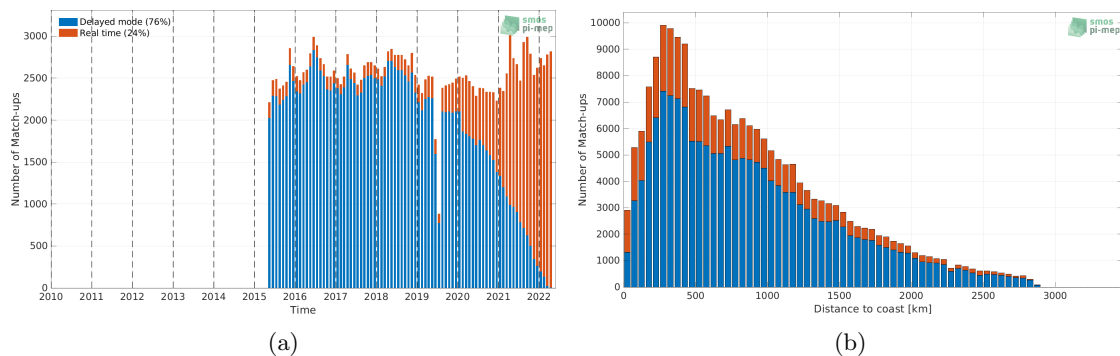 Delayed mode (76%)
Real time (24%)
smos
pi-mep
Number of Match-ups
3000
2500
2000
1500
1000
500
0
2010 2011 2012 2013 2014 2015 2016 2017 2018 2019 2020 2021 2022
Time
(a)
smos
pi-mep
Number of Match-ups
10000
9000
8000
7000
6000
5000
4000
3000
2000
1000
0
0 500 1000 1500 2000 2500 3000
Distance to coast [km]
(b)